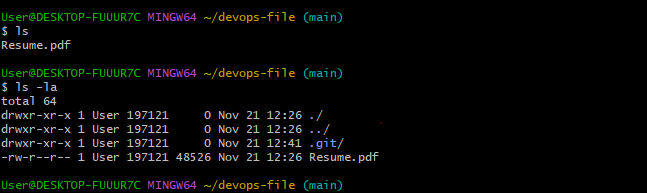 User@DESKTOP-FUUUR7C MINGW64 ~/devops-file (main)
$ ls
Resume.pdf
User@DESKTOP-FUUUR7C MINGW64 ~/devops-file (main)
$ ls -la
total 64
drwxr-xr-x 1 User 197121     0 Nov 21 12:26 ./
drwxr-xr-x 1 User 197121     0 Nov 21 12:26 ../
drwxr-xr-x 1 User 197121     0 Nov 21 12:41 .git/
-rw-r--r-- 1 User 197121 48526 Nov 21 12:26 Resume.pdf
User@DESKTOP-FUUUR7C MINGW64 ~/devops-file (main)